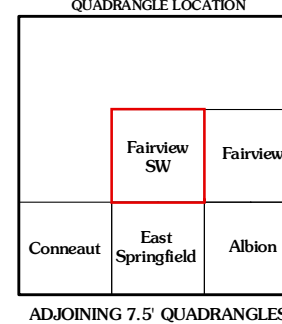 QUADRANGLE LOCATION
Fairview
SW
Fairview
Conneaut
East
Springfield
Albion
ADJOINING 7.5' QUADRANGLES